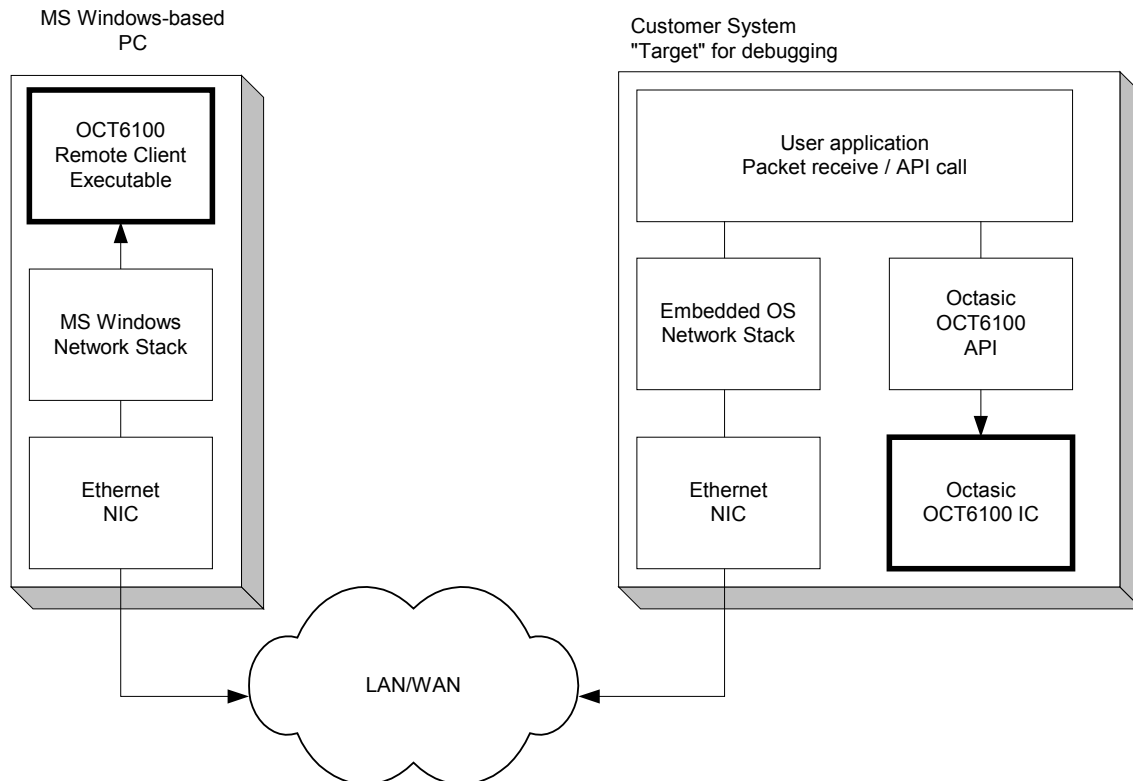 MS Windows-based
PC
OCT6100
Remote Client
Executable
MS Windows
Network Stack
Ethernet
NIC
Customer System
"Target" for debugging
User application
Packet receive / API call
Embedded OS
Network Stack
Octasic
OCT6100
API
Ethernet
NIC
Octasic
OCT6100 IC
LAN/WAN